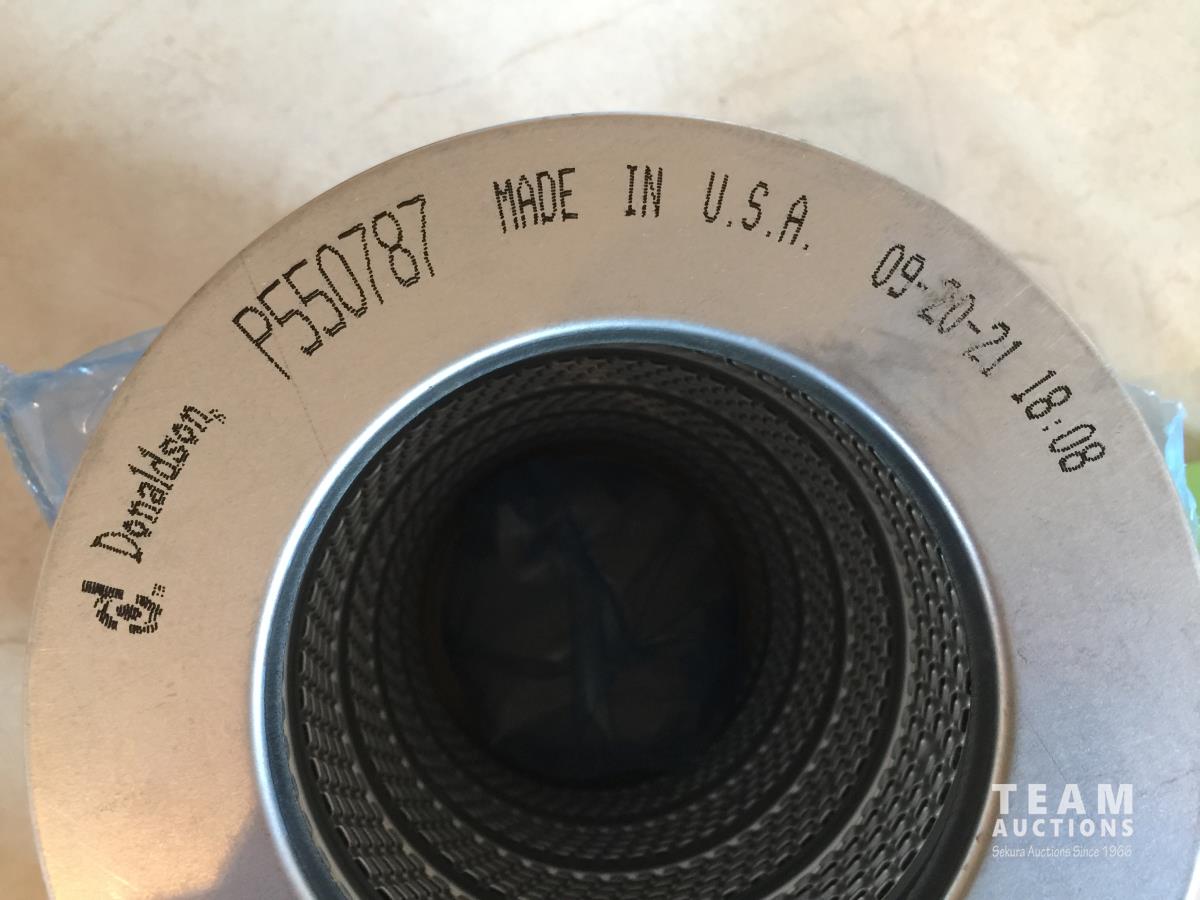 Donaldson
P550787 MADE IN U.S.A. 09-20-21 18:08
TEAM
AUCTIONS
Sekura Auctions Since 1966